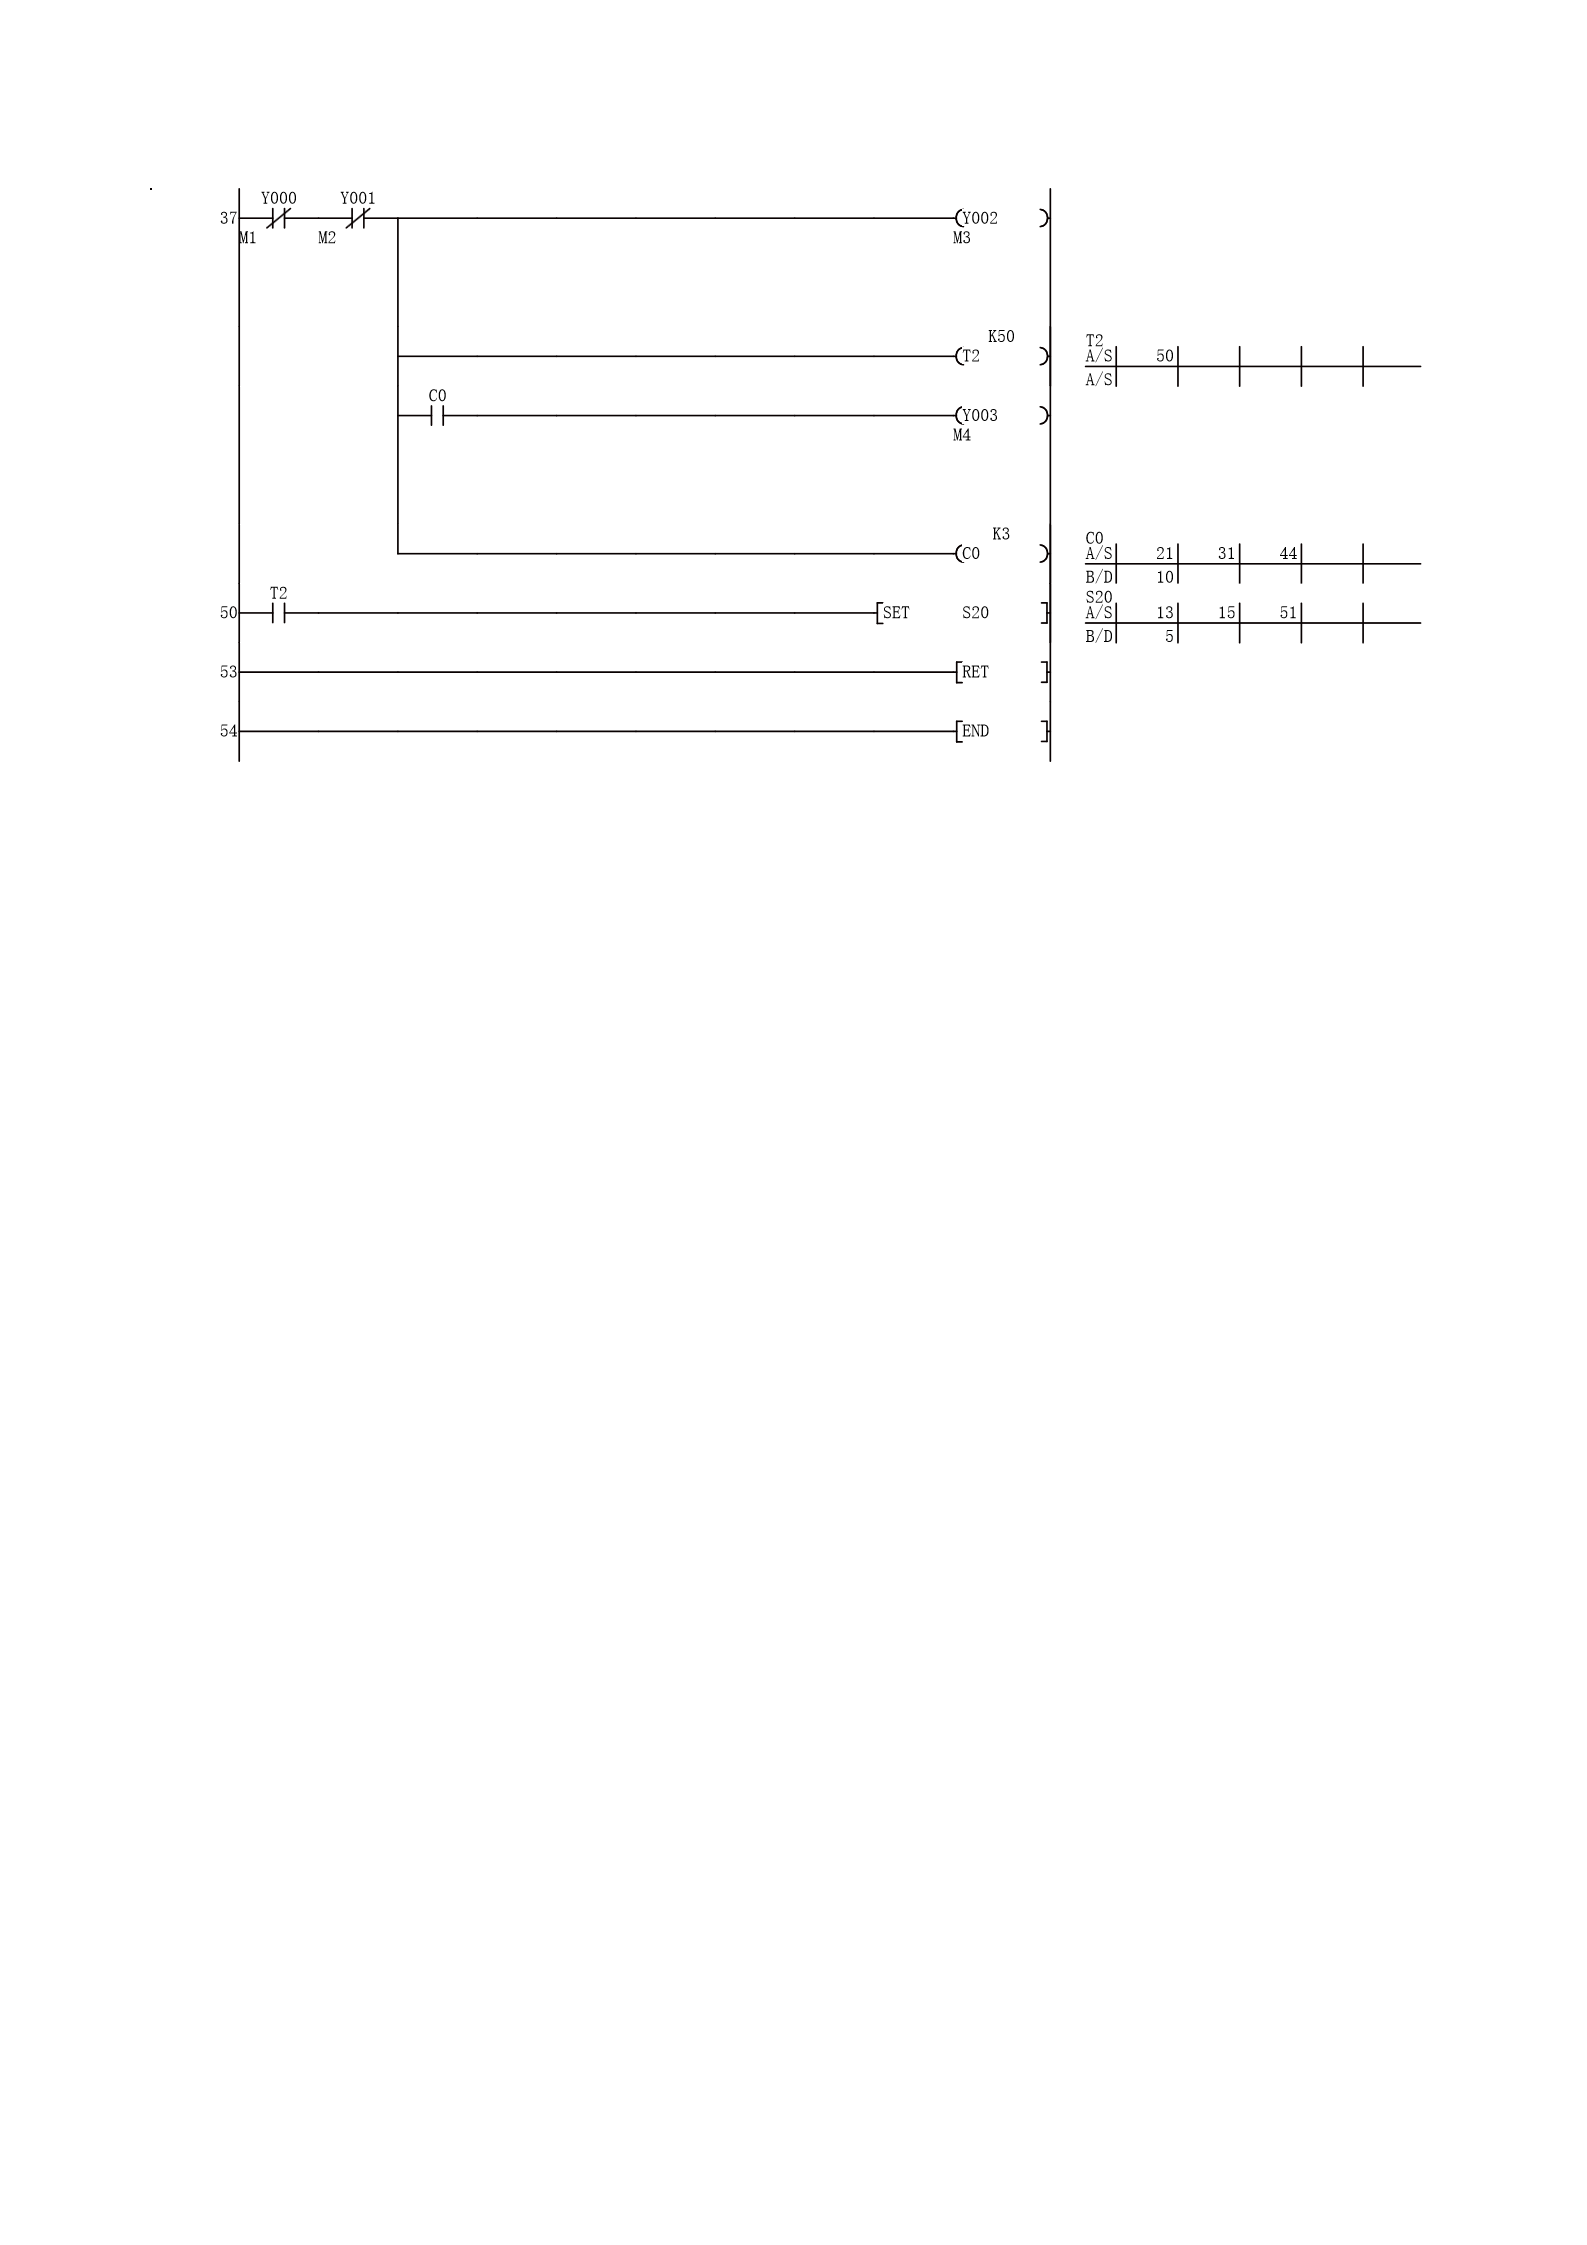 Y000 Y001
37 Y002
M1 M2 M3
K50 T2
T2 A/S 50
A/S
C0
Y003
M4
K3 C0
C0 A/S 21 31 44
T2 B/D 10
S20
50 SET S20 A/S 13 15 51
B/D 5
53 RET
54 END